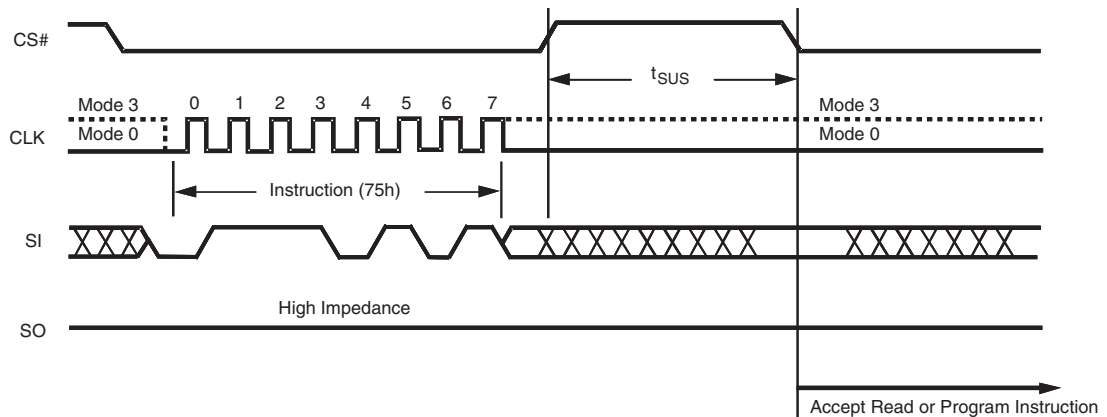 CS#
tSUS
Mode 3
0 1 2 3 4 5 6 7
Mode 3
CLK
Mode 0
Mode 0
Instruction (75h)
SI
High Impedance
SO
Accept Read or Program Instruction